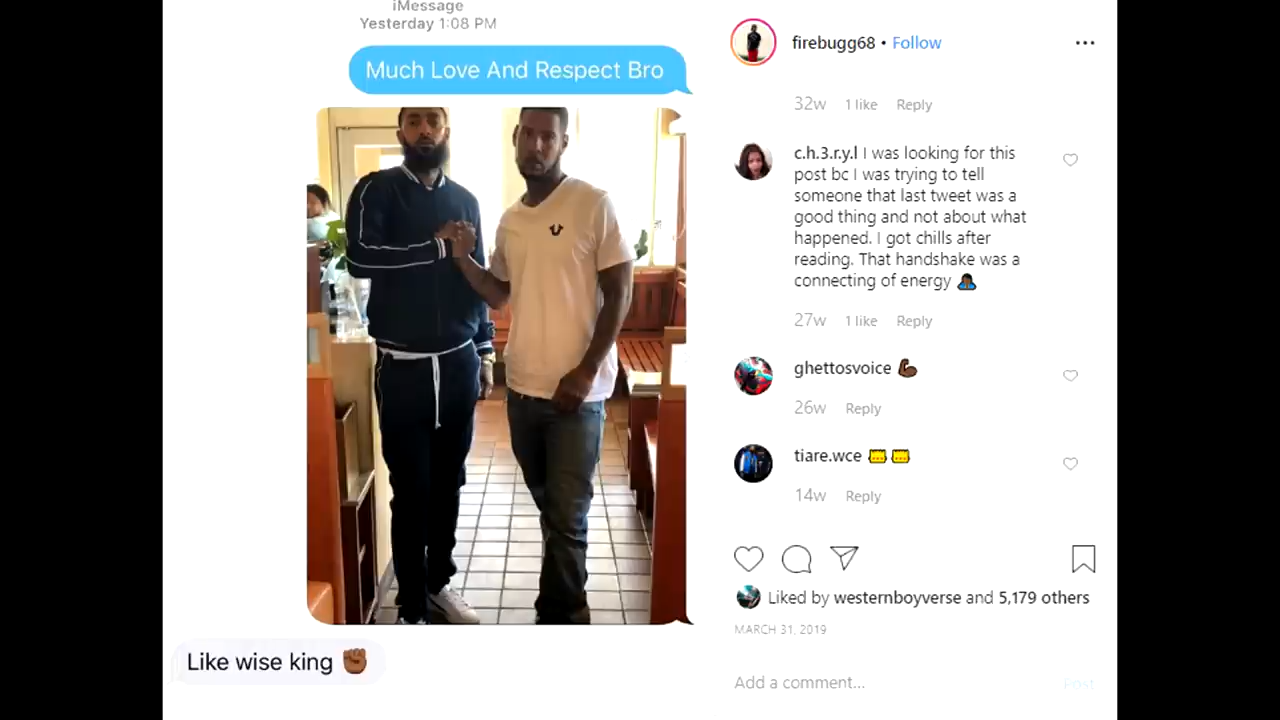 iMessage
Yesterday 1:08 PM
Much Love And Respect Bro
Like wise king
firebugg68 • Follow
32w 1 like Reply
c.h.3.r.y.l I was looking for this
post bc I was trying to tell
someone that last tweet was a
good thing and not about what
happened. I got chills after
reading. That handshake was a
connecting of energy
27w 1 like Reply
ghettosvoice
26w Reply
tiare.wce
14w Reply
Liked by westernboyverse and 5,179 others
MARCH 31, 2019
Add a comment...
Post